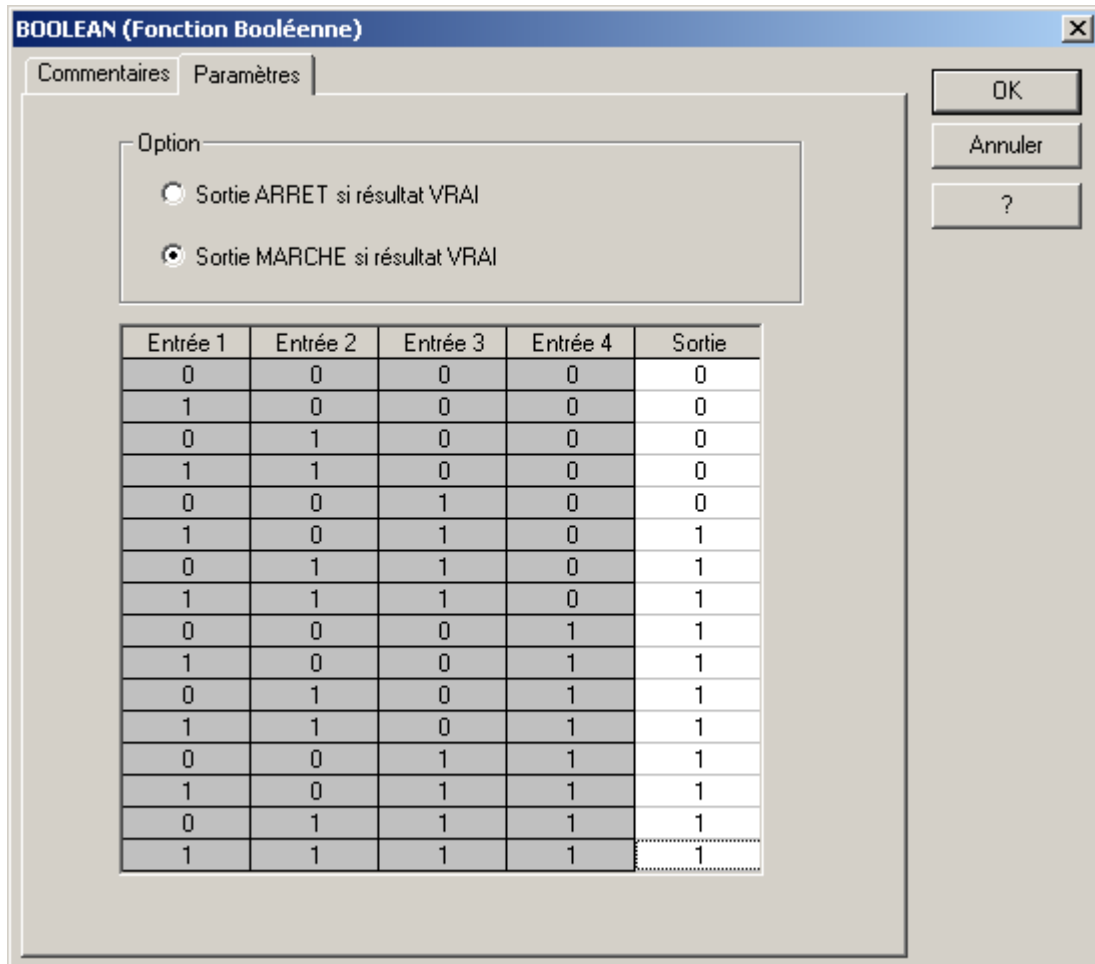 BOOLEAN (Fonction Booléenne)
Commentaires Paramètres
OK
Annuler
?
Option
Sortie ARRET si résultat VRAI
Sortie MARCHE si résultat VRAI
Entrée 1 Entrée 2 Entrée 3 Entrée 4 Sortie
0 0 0 0 0
1 0 0 0 0
0 1 0 0 0
1 1 0 0 0
0 0 1 0 0
1 0 1 0 1
0 1 1 0 1
1 1 1 0 1
0 0 0 1 1
1 0 0 1 1
0 1 0 1 1
1 1 0 1 1
0 0 1 1 1
1 0 1 1 1
0 1 1 1 1
1 1 1 1 1